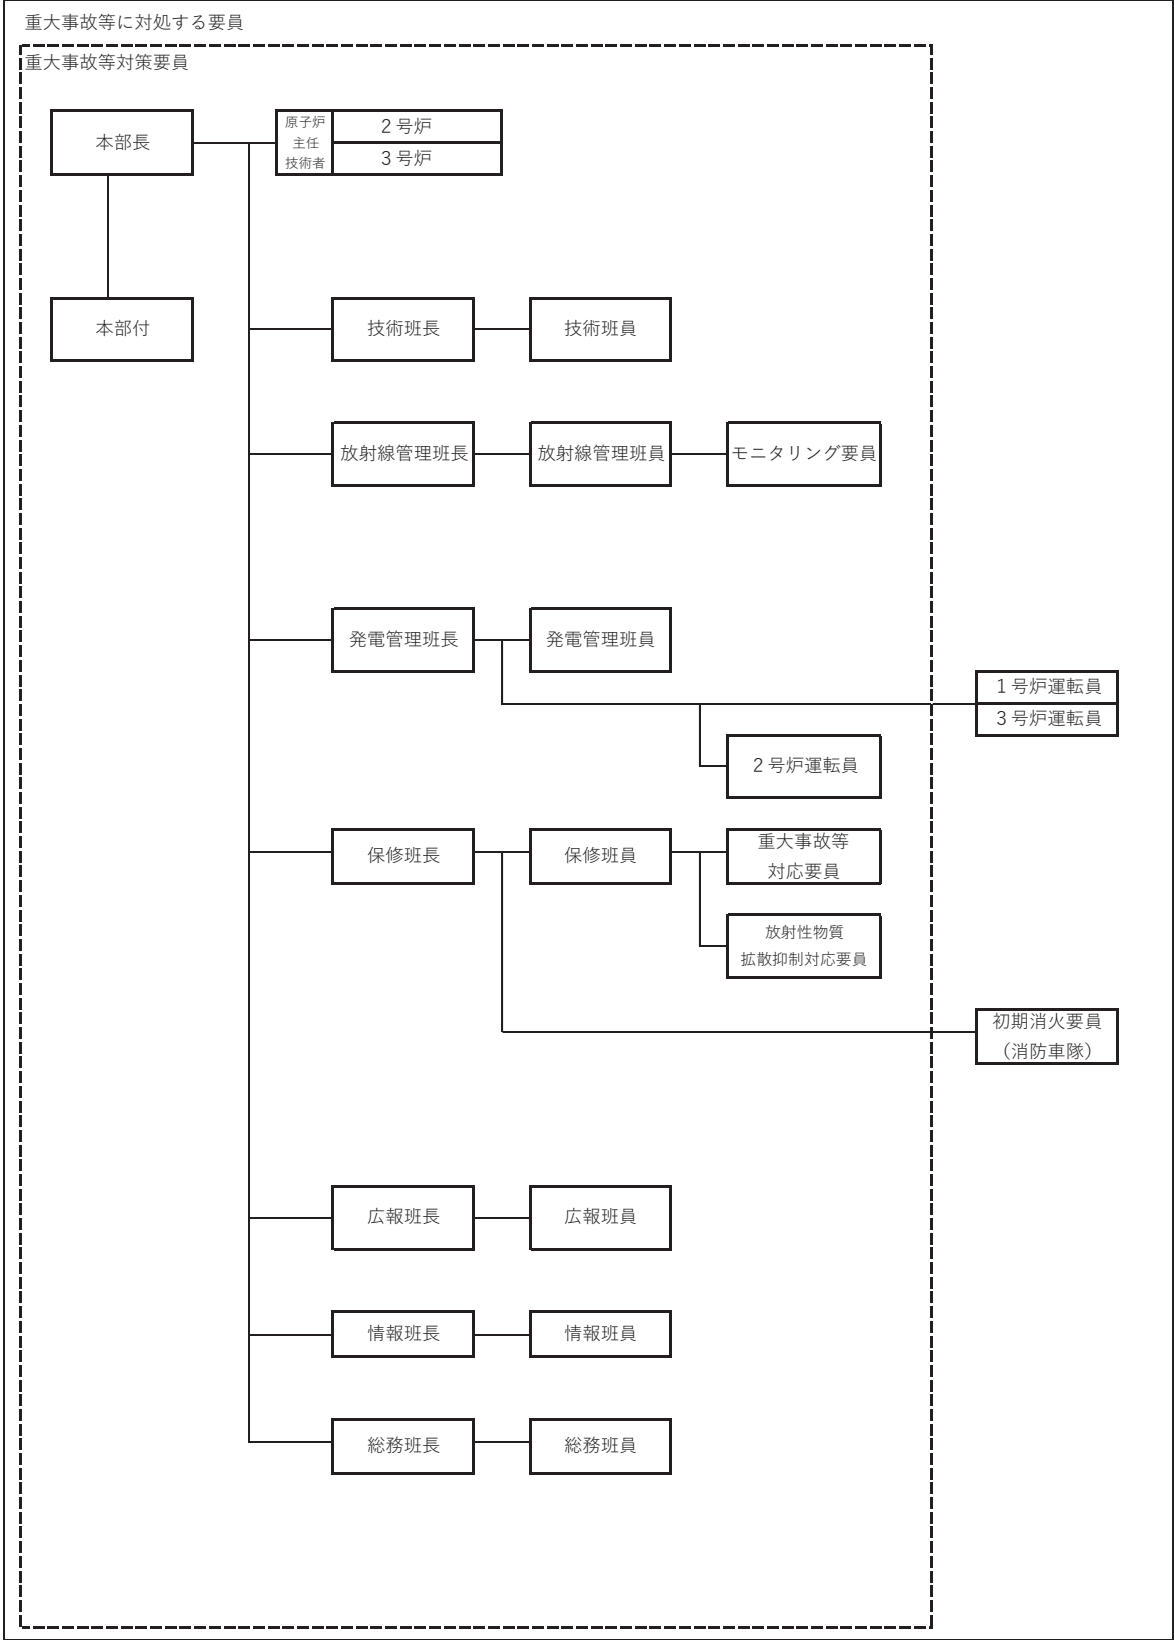 重大事故等に対処する要員
重大事故等対策要員
本部長
原子炉
主任
技術者
２号炉
３号炉
本部付
技術班長
技術班員
放射線管理班長
放射線管理班員
モニタリング要員
発電管理班長
発電管理班員
１号炉運転員
３号炉運転員
２号炉運転員
保修班長
保修班員
重大事故等
対応要員
放射性物質
拡散抑制対応要員
初期消火要員
（消防車隊）
広報班長
広報班員
情報班長
情報班員
総務班長
総務班員